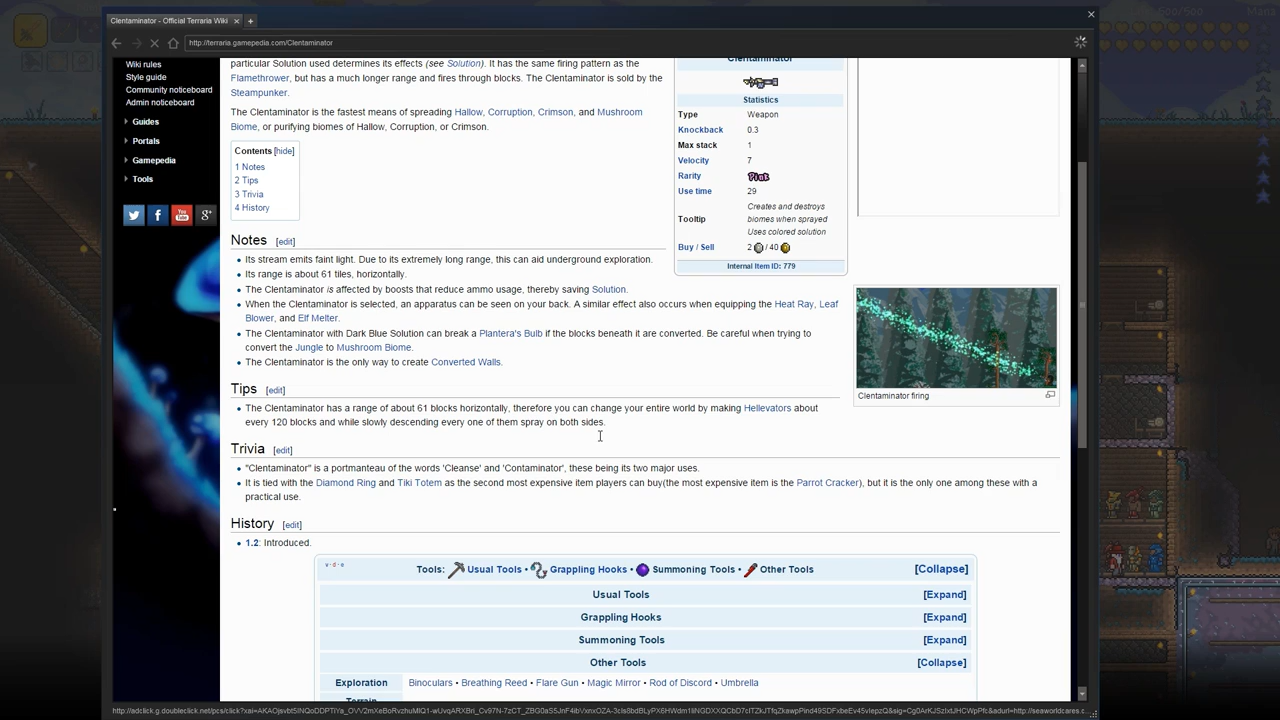 500/500
Mana
Clentaminator - Official Terraria Wiki
http://terraria.gamepedia.com/Clentaminator
Wiki rules
Style guide
Community noticeboard
Admin noticeboard
Guides
Portals
Gamepedia
Tools
particular Solution used determines its effects (see Solution). It has the same firing pattern as the
Flamethrower, but has a much longer range and fires through blocks. The Clentaminator is sold by the
Steampunker.
The Clentaminator is the fastest means of spreading Hallow, Corruption, Crimson, and Mushroom
Biome, or purifying biomes of Hallow, Corruption, or Crimson.
Contents [hide]
1 Notes
2 Tips
3 Trivia
4 History
Clentaminator
Statistics
Type Weapon
Knockback 0.3
Max stack 1
Velocity 7
Rarity Pink
Use time 29
Tooltip Creates and destroys
biomes when sprayed
Uses colored solution
Buy / Sell 2 / 40
Internal Item ID: 779
Notes [edit]
Its stream emits faint light. Due to its extremely long range, this can aid underground exploration.
Its range is about 61 tiles, horizontally.
The Clentaminator is affected by boosts that reduce ammo usage, thereby saving Solution.
When the Clentaminator is selected, an apparatus can be seen on your back. A similar effect also occurs when equipping the Heat Ray, Leaf
Blower, and Elf Melter.
The Clentaminator with Dark Blue Solution can break a Plantera's Bulb if the blocks beneath it are converted. Be careful when trying to
convert the Jungle to Mushroom Biome.
The Clentaminator is the only way to create Converted Walls.
Clentaminator firing
Tips [edit]
The Clentaminator has a range of about 61 blocks horizontally, therefore you can change your entire world by making Hellevators about
every 120 blocks and while slowly descending every one of them spray on both sides.
Trivia [edit]
"Clentaminator" is a portmanteau of the words 'Cleanse' and 'Contaminator', these being its two major uses.
It is tied with the Diamond Ring and Tiki Totem as the second most expensive item players can buy(the most expensive item is the Parrot Cracker), but it is the only one among these with a
practical use.
History [edit]
1.2: Introduced.
v · d · e
Tools: Usual Tools • Grappling Hooks • Summoning Tools • Other Tools [Collapse]
Usual Tools [Expand]
Grappling Hooks [Expand]
Summoning Tools [Expand]
Other Tools [Collapse]
Exploration Binoculars • Breathing Reed • Flare Gun • Magic Mirror • Rod of Discord • Umbrella
Terrain